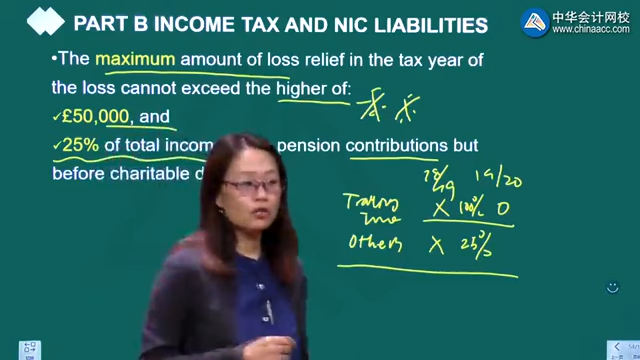 PART B INCOME TAX AND NIC LIABILITIES
中华会计网校
www.chinaacc.com
•The maximum amount of loss relief in the tax year of
the loss cannot exceed the higher of:
✓£50,000, and
✓25% of total incom pension contributions but
before charitable d
18/19 19/20
Trading X 100% 0
Others X 25%